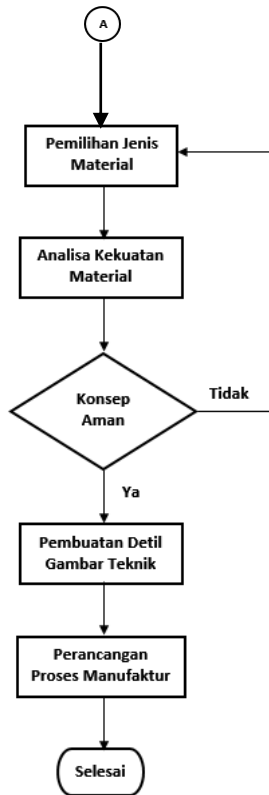 A
Pemilihan Jenis
Material
Analisa Kekuatan
Material
Konsep
Aman
Tidak
Ya
Pembuatan Detil
Gambar Teknik
Perancangan
Proses Manufaktur
Selesai